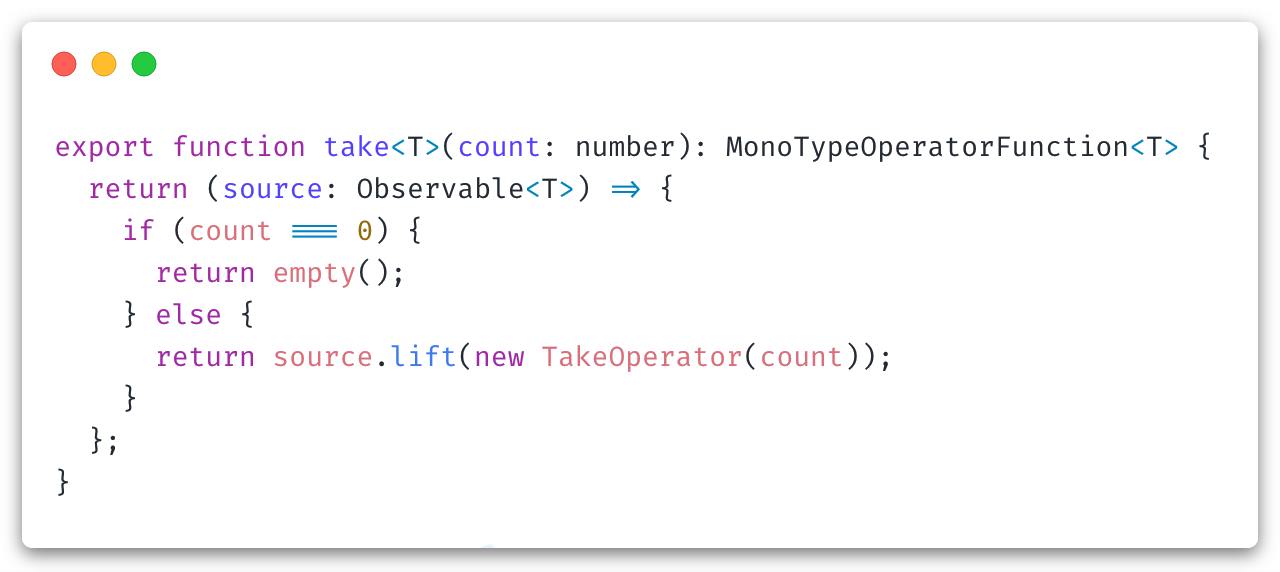 export function take<T>(count: number): MonoTypeOperatorFunction<T> {
  return (source: Observable<T>) => {
    if (count === 0) {
      return empty();
    } else {
      return source.lift(new TakeOperator(count));
    }
  };
}